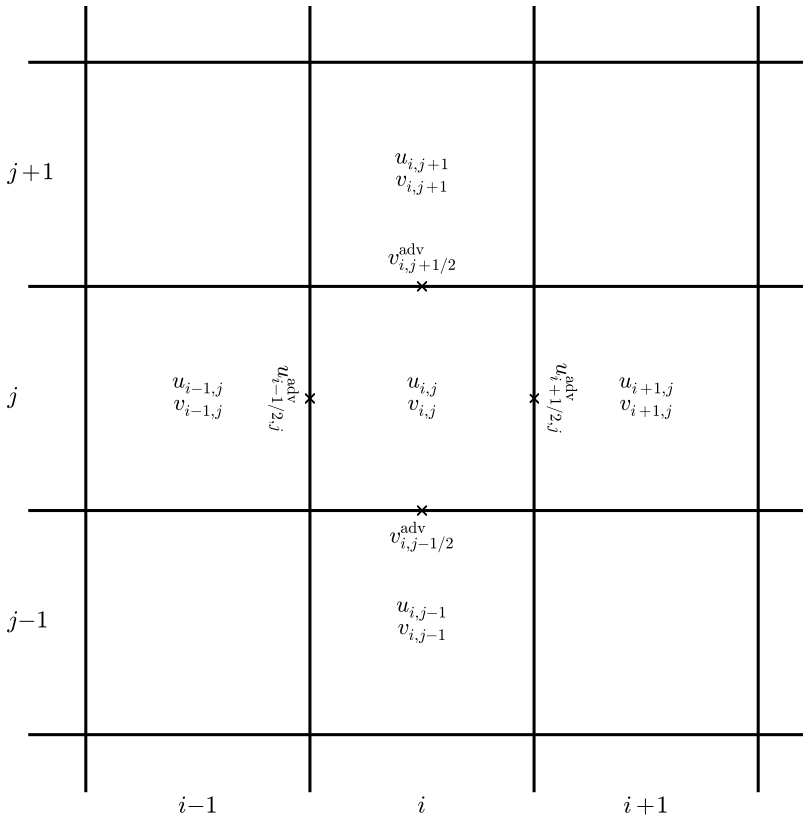 j+1
u_{i,j+1}
v_{i,j+1}
v^{adv}_{i,j+1/2}
j
u_{i−1,j}
v_{i−1,j}
u^{adv}_{i−1/2,j}
u_{i,j}
v_{i,j}
u^{adv}_{i+1/2,j}
u_{i+1,j}
v_{i+1,j}
v^{adv}_{i,j−1/2}
j−1
u_{i,j−1}
v_{i,j−1}
i−1
i
i+1